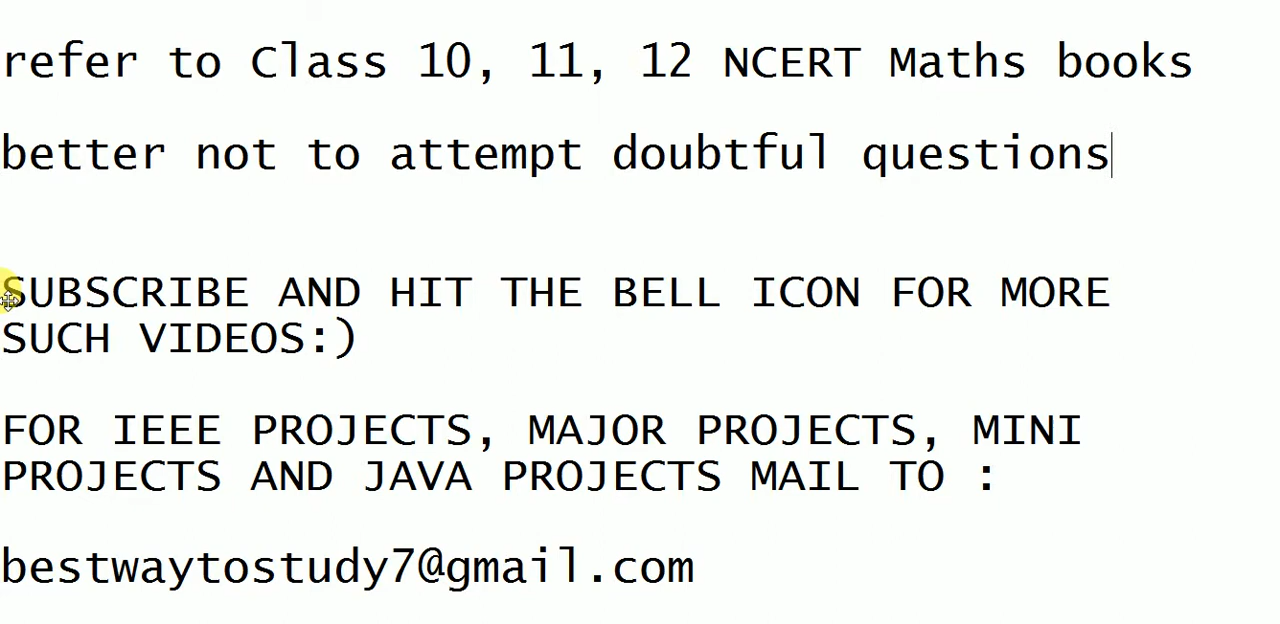 refer to Class 10, 11, 12 NCERT Maths books
better not to attempt doubtful questions
SUBSCRIBE AND HIT THE BELL ICON FOR MORE
SUCH VIDEOS:)
FOR IEEE PROJECTS, MAJOR PROJECTS, MINI
PROJECTS AND JAVA PROJECTS MAIL TO :
bestwaytostudy7@gmail.com